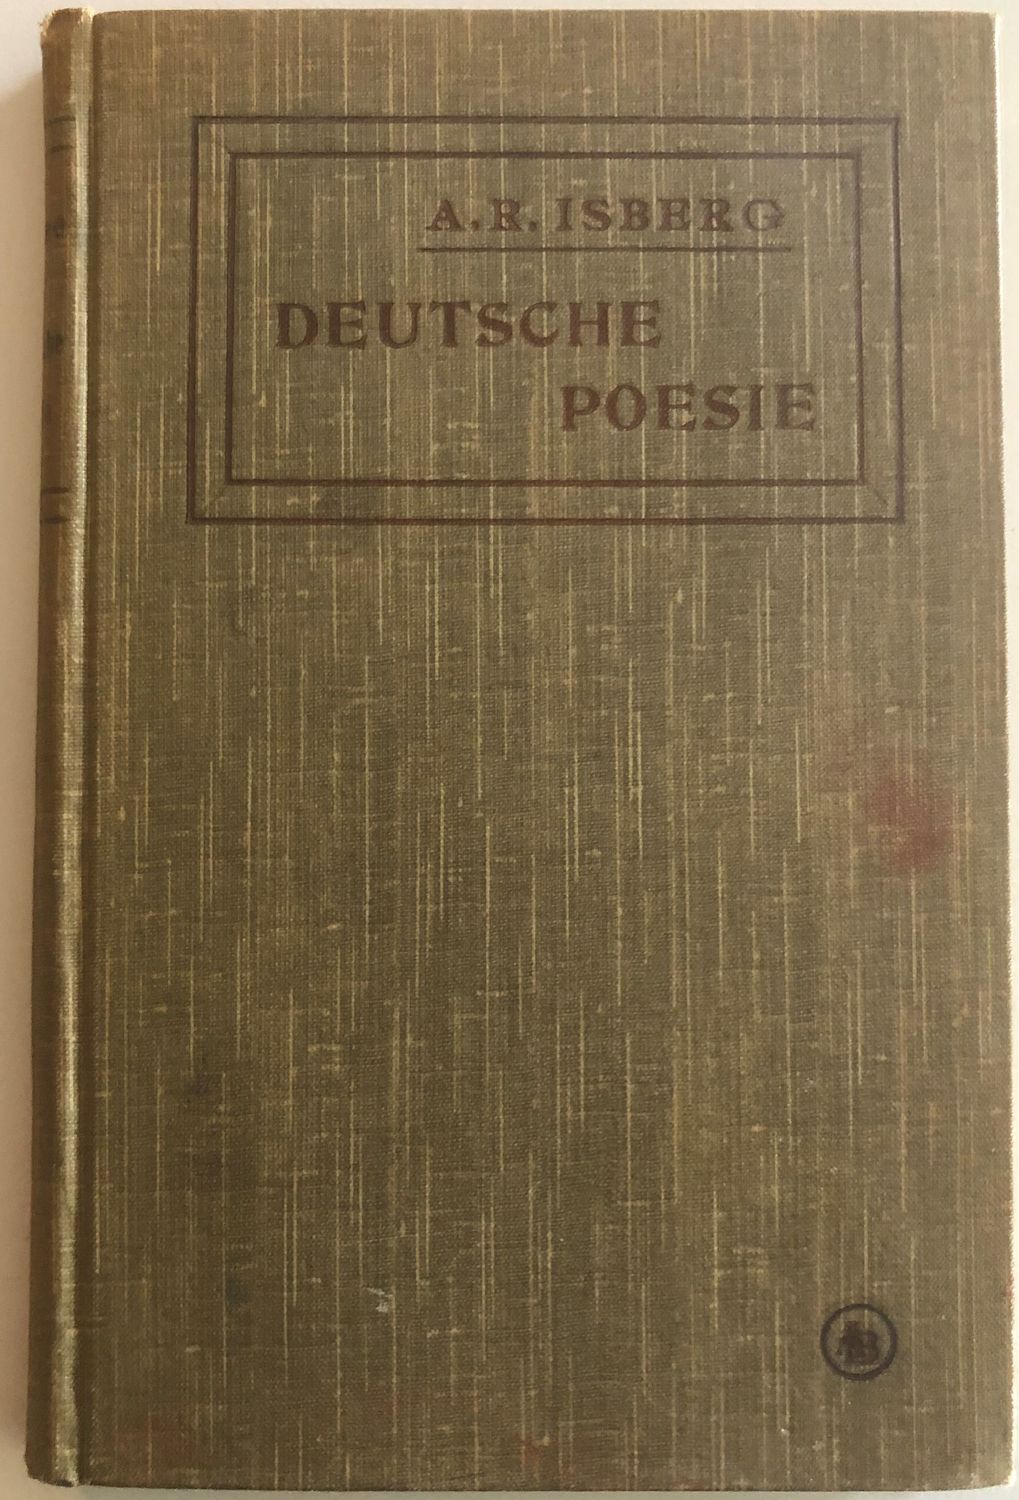 A. R. ISBERG
DEUTSCHE
POESIE